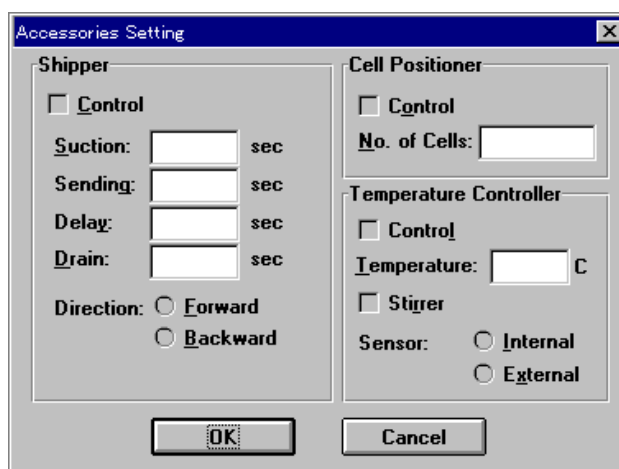 Accessories Setting
Shipper
Control
Suction: sec
Sending: sec
Delay: sec
Drain: sec
Direction: Forward
Backward
Cell Positioner
Control
No. of Cells:
Temperature Controller
Control
Temperature: C
Stirrer
Sensor: Internal
External
OK
Cancel